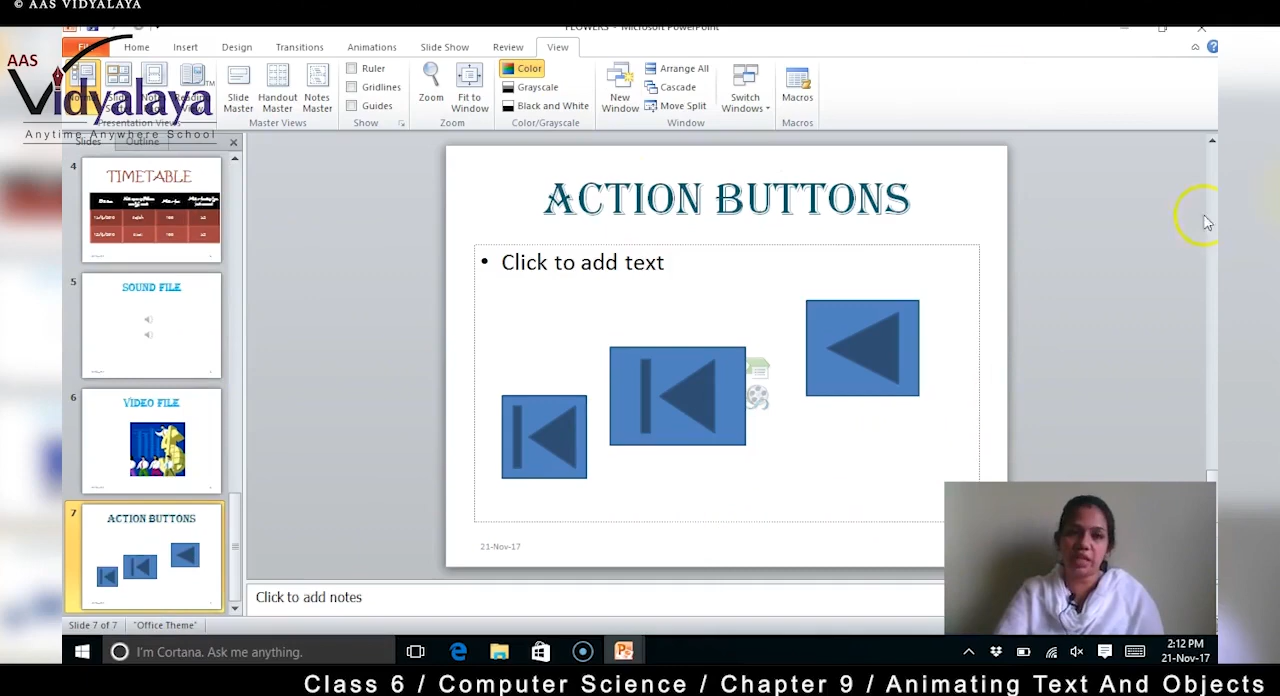 © AAS VIDYALAYA
FLOWERS - Microsoft PowerPoint
Home Insert Design Transitions Animations Slide Show Review View
AAS
Vidyalaya
TM
Anytime Anywhere School
Slide Master
Handout Master
Notes Master
Master Views
Ruler
Gridlines
Guides
Show
Zoom
Fit to Window
Zoom
Color
Grayscale
Black and White
Color/Grayscale
New Window
Arrange All
Cascade
Move Split
Window
Switch Windows
Macros
Macros
Presentation Views
Slides Outline
4
TIMETABLE
5
SOUND FILE
6
VIDEO FILE
7
ACTION BUTTONS
ACTION BUTTONS
• Click to add text
21-Nov-17
Click to add notes
Slide 7 of 7 "Office Theme"
I'm Cortana. Ask me anything.
2:12 PM
21-Nov-17
Class 6 / Computer Science / Chapter 9 / Animating Text And Objects